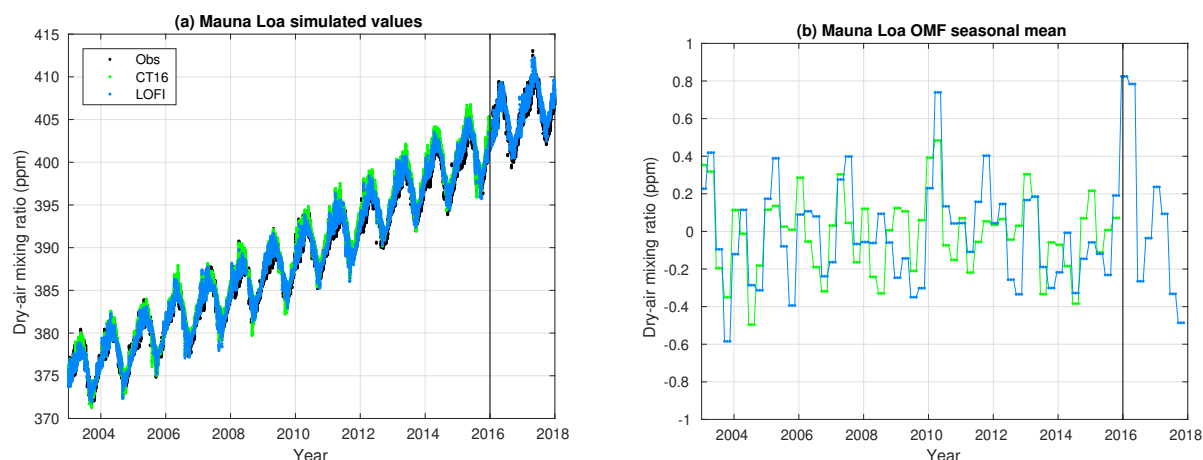 (a) Mauna Loa simulated values
415
410
405
400
395
390
385
380
375
370
Dry-air mixing ratio (ppm)
Obs
CT16
LOFI
2004 2006 2008 2010 2012 2014 2016 2018
Year
(b) Mauna Loa OMF seasonal mean
1
0.8
0.6
0.4
0.2
0
-0.2
-0.4
-0.6
-0.8
-1
Dry-air mixing ratio (ppm)
2004 2006 2008 2010 2012 2014 2016 2018
Year